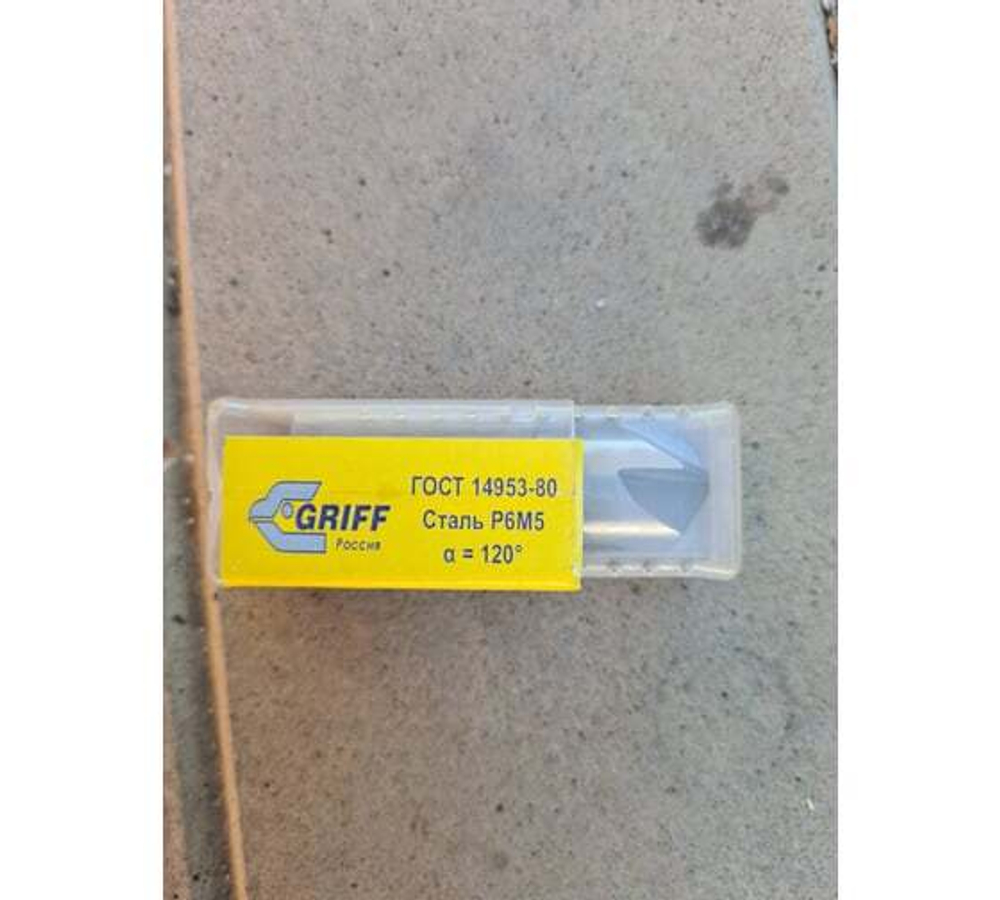 GRIFF
Россия
ГОСТ 14953-80
Сталь Р6М5
α = 120°